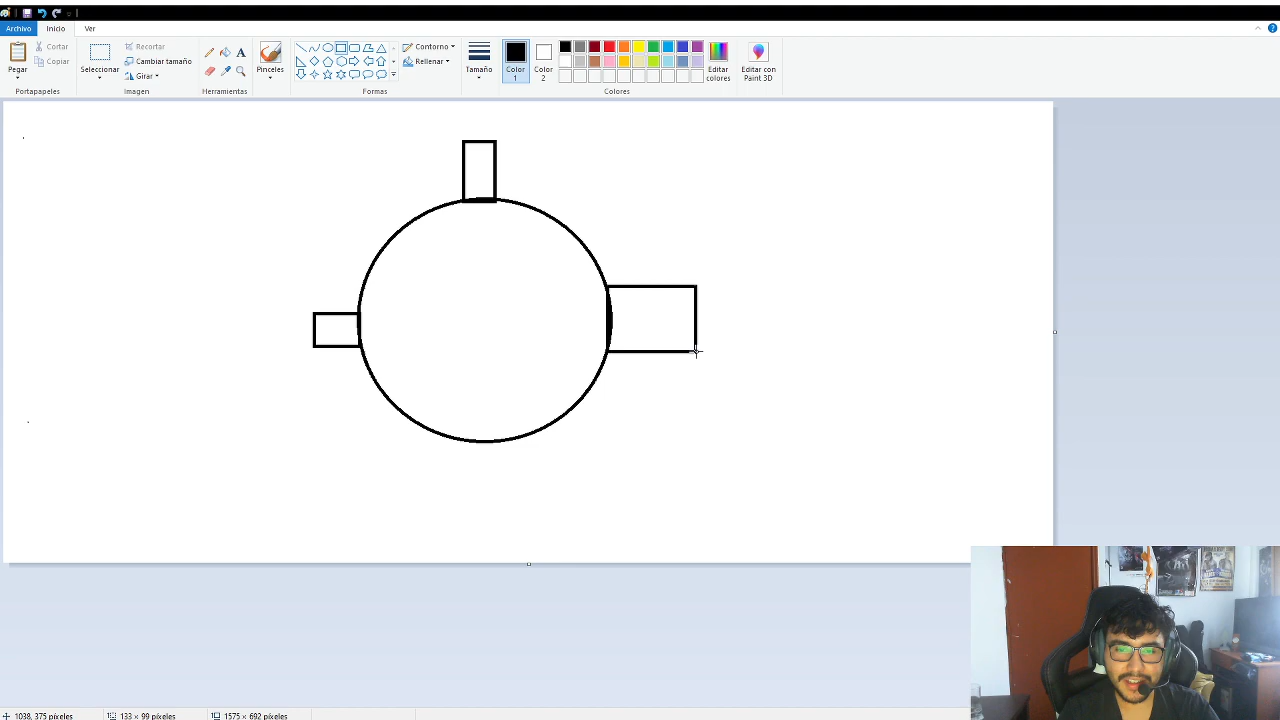 Archivo Inicio Ver
Pegar
Cortar
Copiar
Portapapeles
Seleccionar
Recortar
Cambiar tamaño
Girar
Imagen
A
Herramientas
Pinceles
Contorno
Rellenar
Formas
Tamaño
Color
1
Color
2
Editar
colores
Editar con
Paint 3D
Colores
1038, 375 píxeles 133 × 99 píxeles 1575 × 692 píxeles